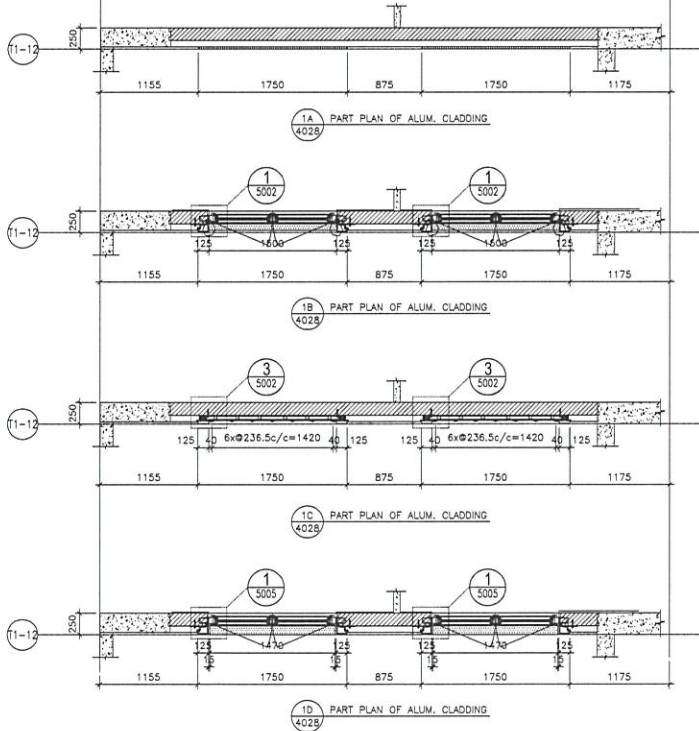 T1-12
250
1155 1750 875 1750 1175
1A PART PLAN OF ALUM. CLADDING
4028
1 1
5002 5002
T1-12
250
125 1500 125 125 1500 125
1155 1750 875 1750 1175
1B PART PLAN OF ALUM. CLADDING
4028
3 3
5002 5002
T1-12
250
125 40 6x@236.5c/c=1420 40 125 125 40 6x@236.5c/c=1420 40 125
1155 1750 875 1750 1175
1C PART PLAN OF ALUM. CLADDING
4028
1 1
5005 5005
T1-12
250
125 1470 125 125 1470 125
15 15 15 15
1155 1750 875 1750 1175
1D PART PLAN OF ALUM. CLADDING
4028